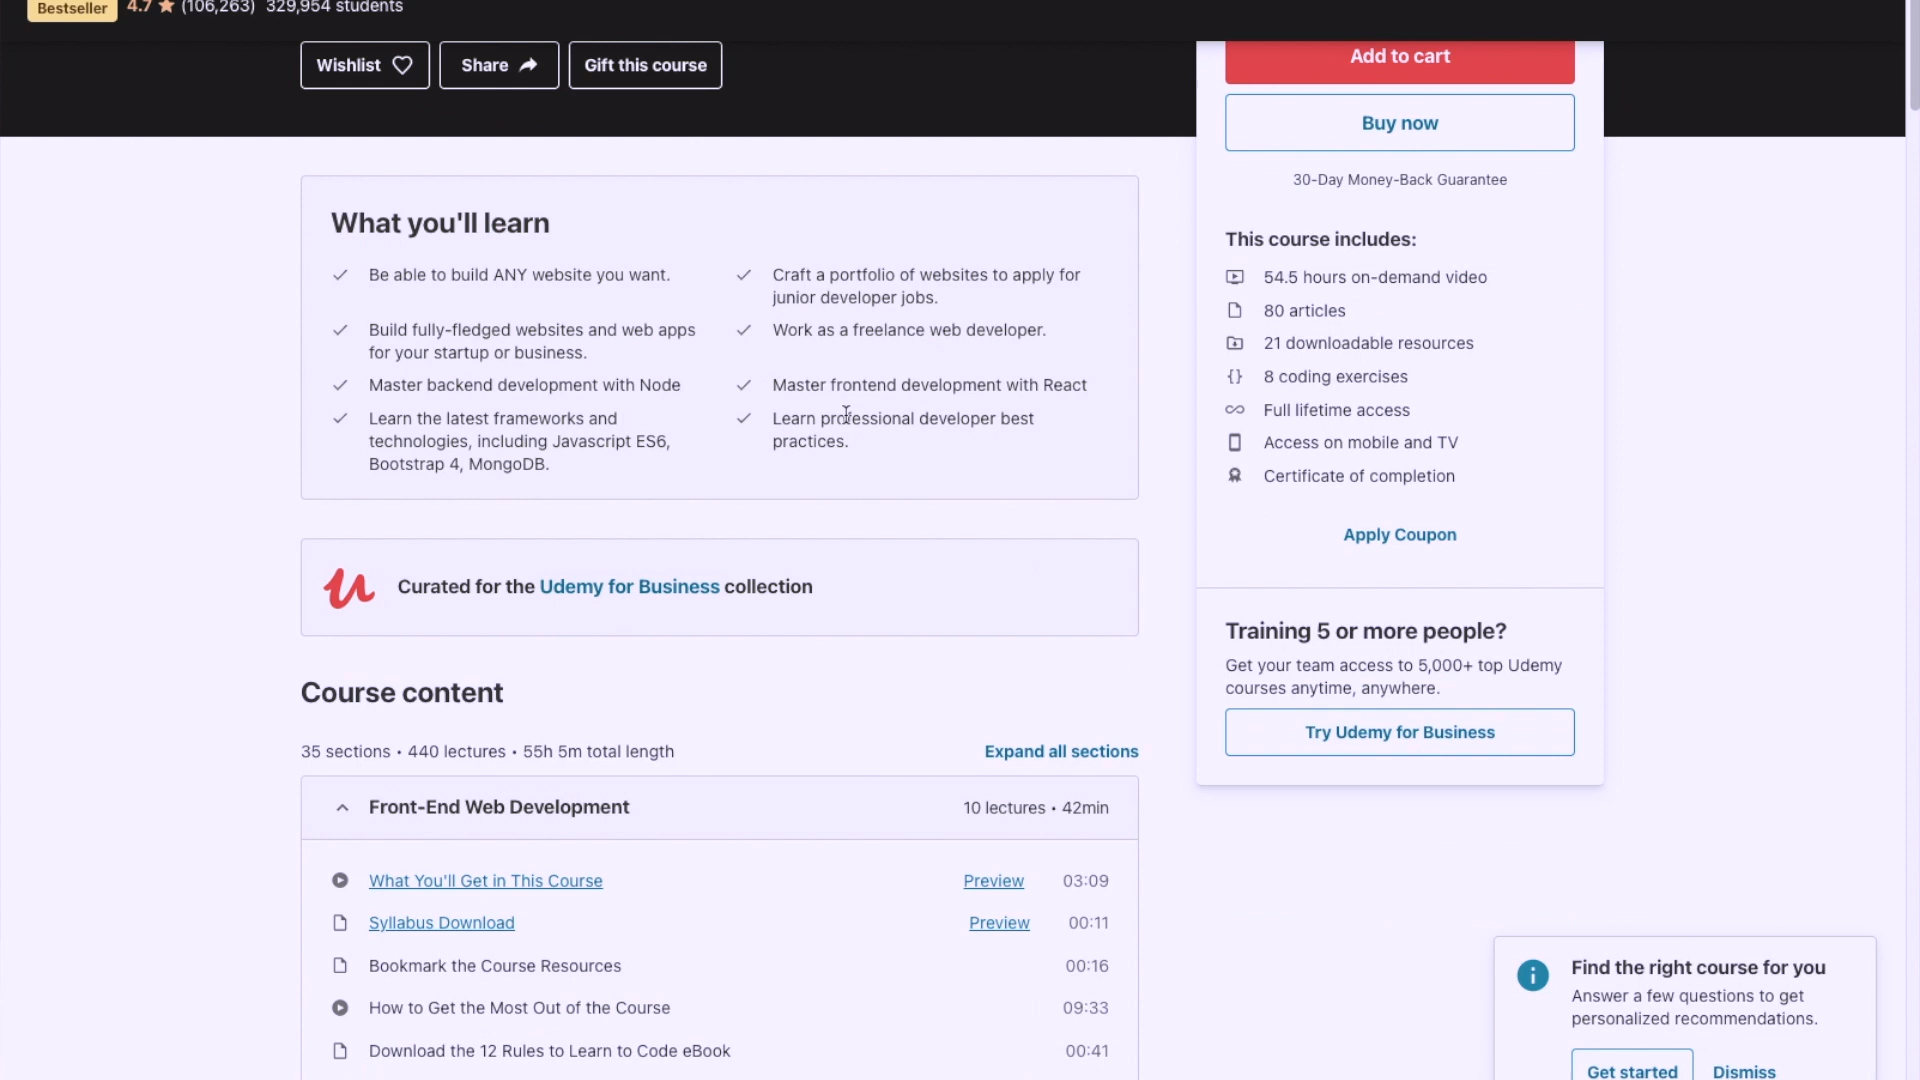 Bestseller 4.7 (106,263) 329,954 students
Wishlist Share Gift this course
Add to cart
Buy now
30-Day Money-Back Guarantee
What you'll learn
Be able to build ANY website you want.
Craft a portfolio of websites to apply for
junior developer jobs.
Build fully-fledged websites and web apps
for your startup or business.
Work as a freelance web developer.
Master backend development with Node
Master frontend development with React
Learn the latest frameworks and
technologies, including Javascript ES6,
Bootstrap 4, MongoDB.
Learn professional developer best
practices.
This course includes:
54.5 hours on-demand video
80 articles
21 downloadable resources
8 coding exercises
Full lifetime access
Access on mobile and TV
Certificate of completion
Apply Coupon
Curated for the Udemy for Business collection
Training 5 or more people?
Get your team access to 5,000+ top Udemy
courses anytime, anywhere.
Try Udemy for Business
Course content
35 sections • 440 lectures • 55h 5m total length
Expand all sections
Front-End Web Development 10 lectures • 42min
What You'll Get in This Course Preview 03:09
Syllabus Download Preview 00:11
Bookmark the Course Resources 00:16
How to Get the Most Out of the Course 09:33
Download the 12 Rules to Learn to Code eBook 00:41
Find the right course for you
Answer a few questions to get
personalized recommendations.
Get started Dismiss